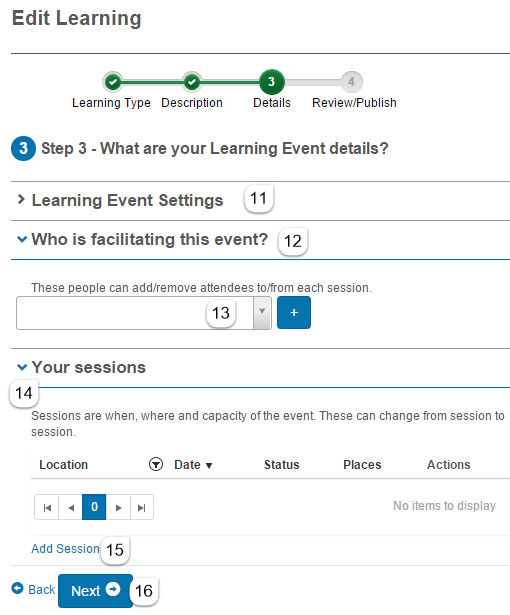 Edit Learning
3 4
Learning Type Description Details Review/Publish
3 Step 3 - What are your Learning Event details?
Learning Event Settings 11
Who is facilitating this event? 12
These people can add/remove attendees to/from each session.
13 +
Your sessions
14
Sessions are when, where and capacity of the event. These can change from session to
session.
Location Date Status Places Actions
0 No items to display
Add Session 15
Back Next 16